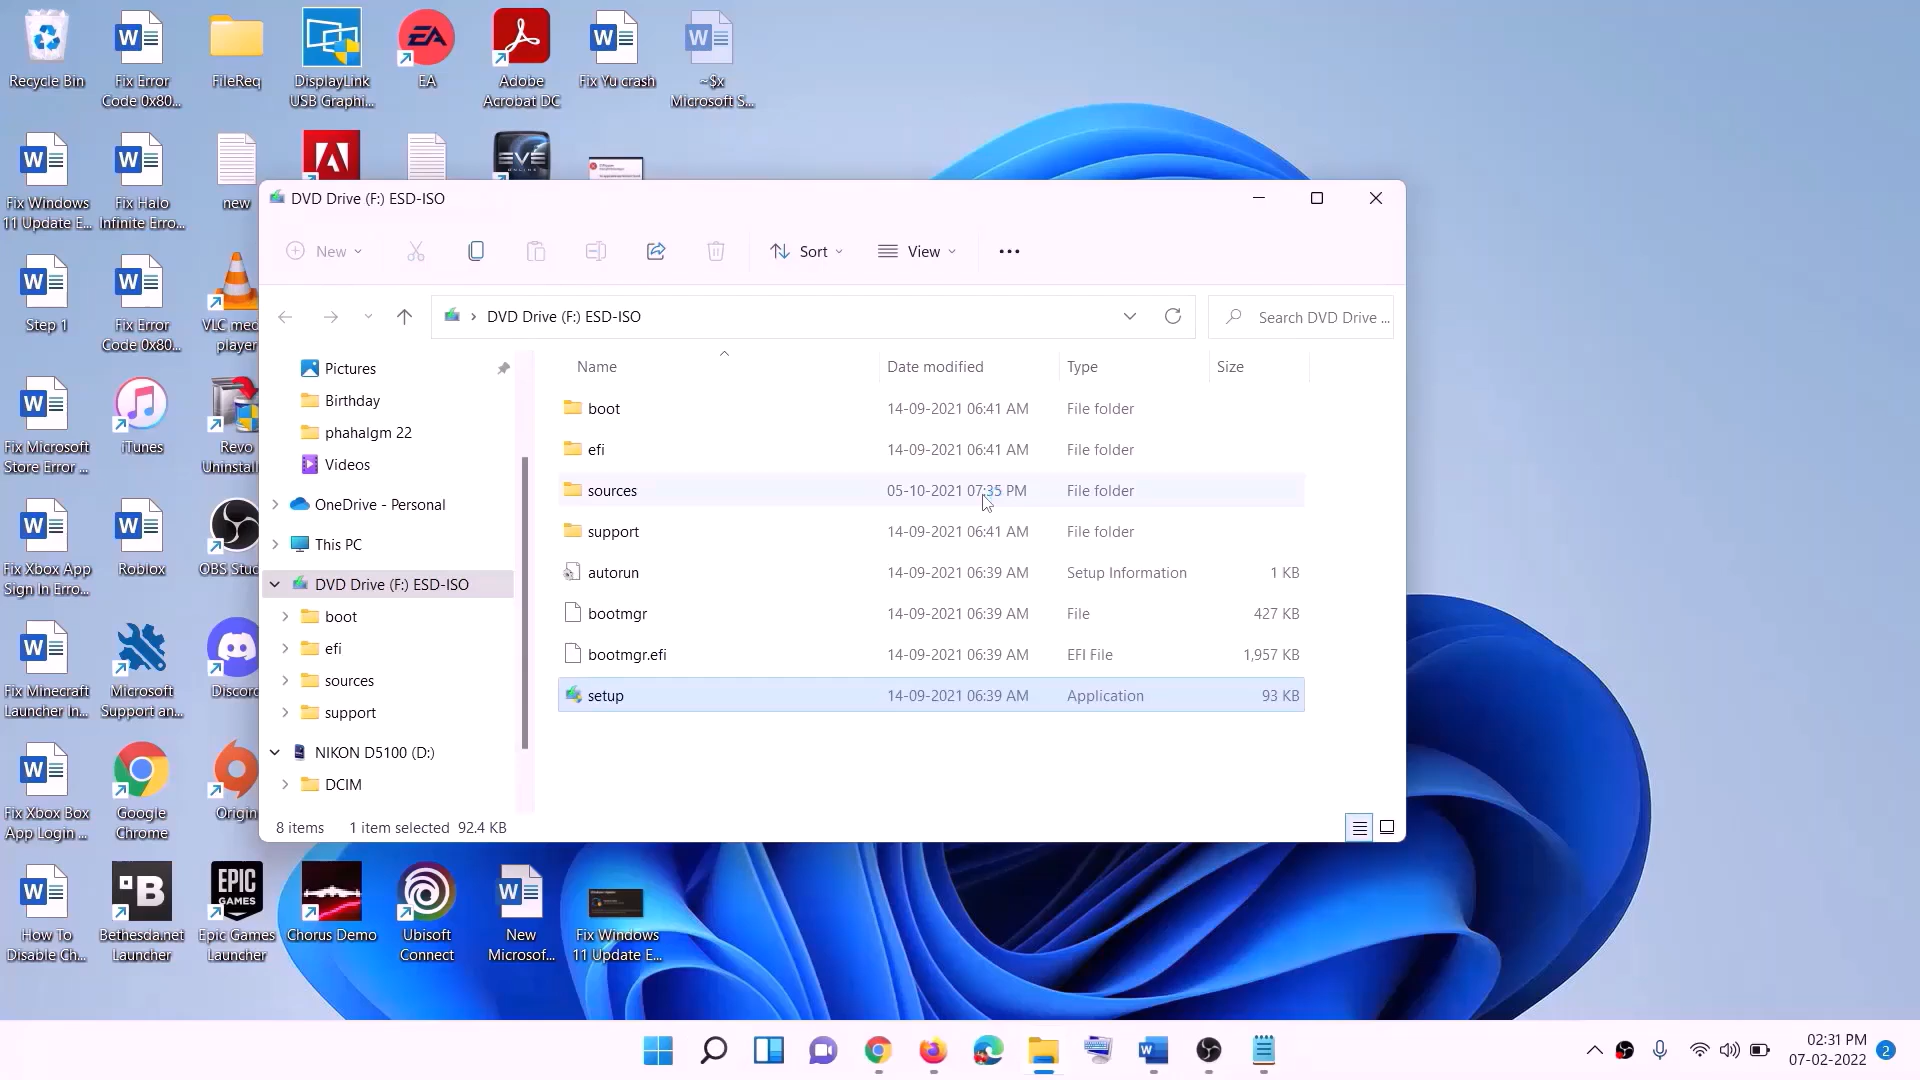 Recycle Bin
Fix Error
Code 0x80...
FileReq
DisplayLink
USB Graphi...
EA
EA
Adobe
Acrobat DC
Fix Yu crash
~$x
Microsoft S...
Fix Windows
11 Update E...
Fix Halo
Infinite Erro...
new
EVE
ONLINE
Step 1
Fix Error
Code 0x80...
VLC med
player
Fix Microsoft
Store Error ...
iTunes
Revo
Uninstall
Fix Xbox App
Sign In Erro...
Roblox
OBS Stud
Fix Minecraft
Launcher In...
Microsoft
Support an...
Discord
Fix Xbox Box
App Login ...
Google
Chrome
Origin
How To
Disable Ch...
Bethesda.net
Launcher
EPIC
GAMES
Epic Games
Launcher
Chorus Demo
Ubisoft
Connect
New
Microsof...
Fix Windows
11 Update E...
DVD Drive (F:) ESD-ISO
New
Sort
View
DVD Drive (F:) ESD-ISO
Search DVD Drive ...
Pictures
Birthday
phahalgm 22
Videos
OneDrive - Personal
This PC
DVD Drive (F:) ESD-ISO
boot
efi
sources
support
NIKON D5100 (D:)
DCIM
Name Date modified Type Size
boot 14-09-2021 06:41 AM File folder
efi 14-09-2021 06:41 AM File folder
sources 05-10-2021 07:35 PM File folder
support 14-09-2021 06:41 AM File folder
autorun 14-09-2021 06:39 AM Setup Information 1 KB
bootmgr 14-09-2021 06:39 AM File 427 KB
bootmgr.efi 14-09-2021 06:39 AM EFI File 1,957 KB
setup 14-09-2021 06:39 AM Application 93 KB
8 items 1 item selected 92.4 KB
02:31 PM
07-02-2022
2